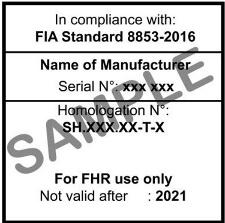 In compliance with:
FIA Standard 8853-2016
Name of Manufacturer
Serial N°: xxx xxx
Homologation N°:
SH.XXX.XX-T-X
SAMPLE
For FHR use only
Not valid after : 2021